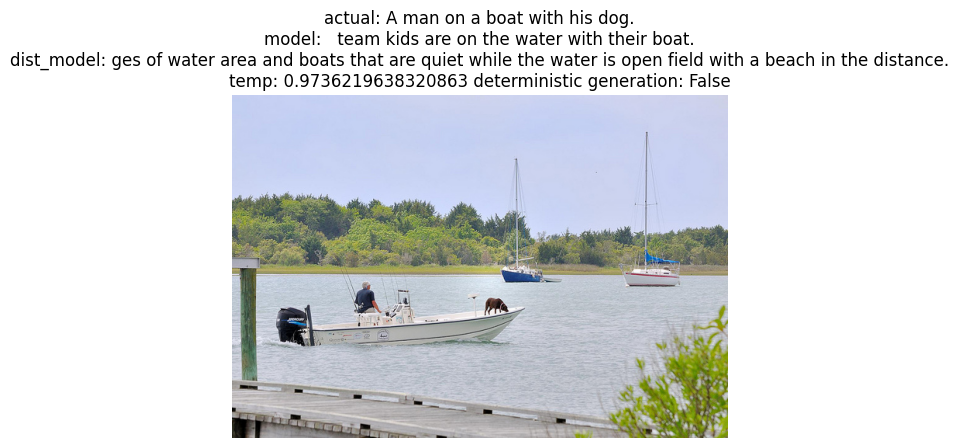 actual: A man on a boat with his dog.
model:   team kids are on the water with their boat.
dist_model: ges of water area and boats that are quiet while the water is open field with a beach in the distance.
temp: 0.9736219638320863 deterministic generation: False